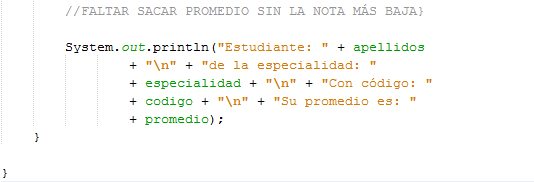 //FALTAR SACAR PROMEDIO SIN LA NOTA MÁS BAJA}
System.out.println("Estudiante: " + apellidos
+ "\n" + "de la especialidad: "
+ especialidad + "\n" + "Con código: "
+ codigo + "\n" + "Su promedio es: "
+ promedio);
}
}